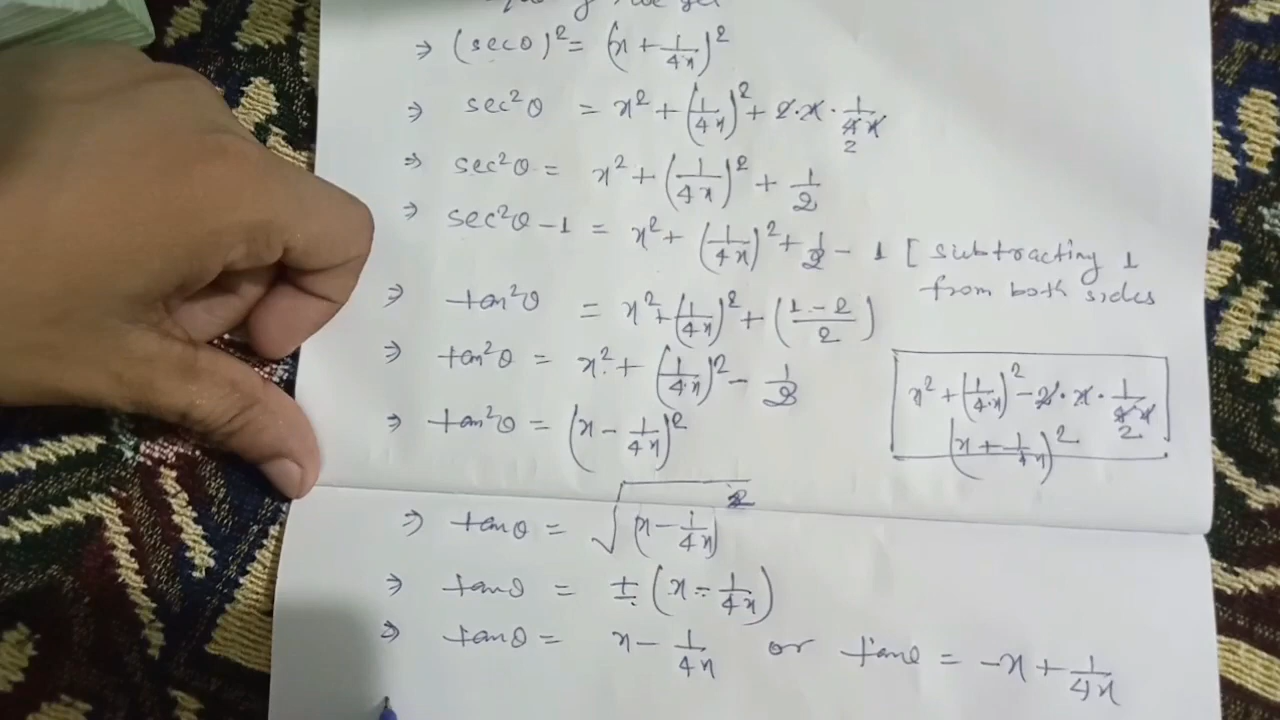 ⇒ (secθ)² = (x + 1/4x)²
⇒ sec²θ = x² + (1/4x)² + 2·x·1/4x
2
⇒ sec²θ = x² + (1/4x)² + 1/2
⇒ sec²θ - 1 = x² + (1/4x)² + 1/2 - 1 [subtracting 1
from both sides
⇒ tan²θ = x² + (1/4x)² + (1-2/2)
⇒ tan²θ = x² + (1/4x)² - 1/2
x² + (1/4x)² - 2·x·1/4x
2
(x + 1/4x)²
⇒ tan²θ = (x - 1/4x)²
⇒ tanθ = √(x - 1/4x)²
⇒ tanθ = ± (x - 1/4x)
⇒ tanθ = x - 1/4x or tanθ = -x + 1/4x